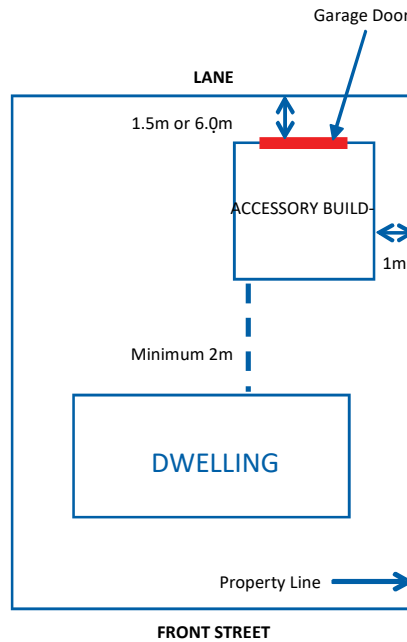 Garage Door
LANE
1.5m or 6.0m
ACCESSORY BUILD-
1m
Minimum 2m
DWELLING
Property Line
FRONT STREET